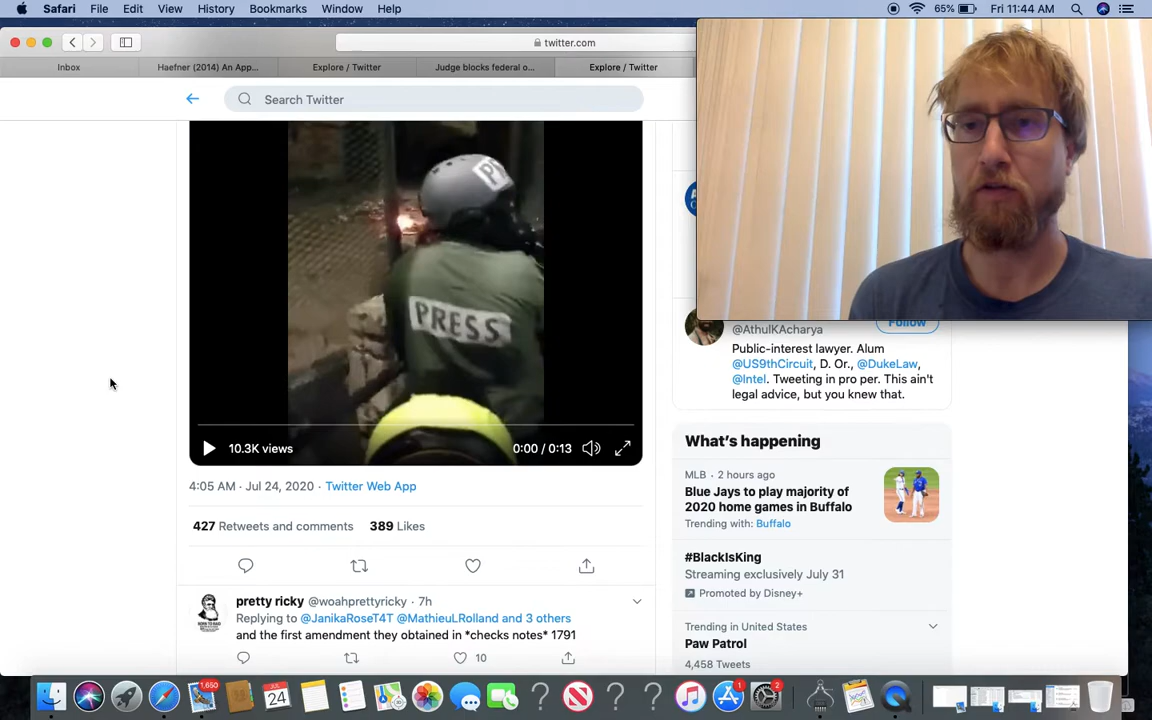 Safari File Edit View History Bookmarks Window Help 65% Fri 11:44 AM
twitter.com
Inbox Haefner (2014) An App... Explore / Twitter Judge blocks federal o... Explore / Twitter
Search Twitter
PRESS
10.3K views 0:00 / 0:13
4:05 AM · Jul 24, 2020 · Twitter Web App
427 Retweets and comments 389 Likes
pretty ricky @woahprettyricky · 7h
Replying to @JanikaRoseT4T @MathieuLRolland and 3 others
and the first amendment they obtained in *checks notes* 1791
10
@AthulKAcharya
Follow
Public-interest lawyer. Alum
@US9thCircuit, D. Or., @DukeLaw,
@Intel. Tweeting in pro per. This ain't
legal advice, but you knew that.
What's happening
MLB · 2 hours ago
Blue Jays to play majority of
2020 home games in Buffalo
Trending with: Buffalo
#BlackIsKing
Streaming exclusively July 31
Promoted by Disney+
Trending in United States
Paw Patrol
4,458 Tweets
1,650
JUL
24
1
2